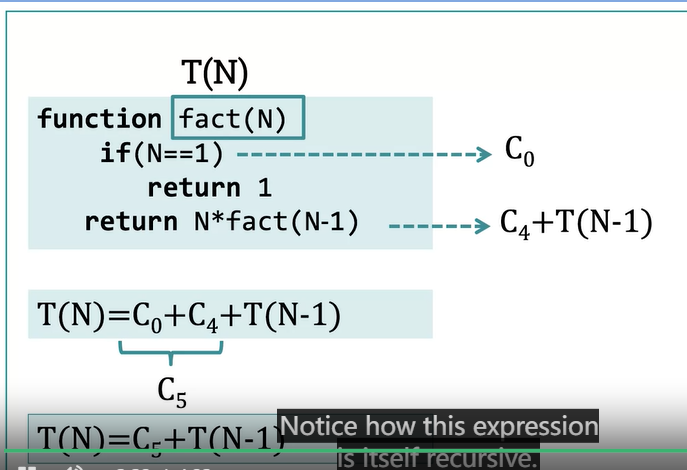 T(N)
function fact(N)
if(N==1)
C₀
return 1
return N*fact(N-1)
C₄+T(N-1)
T(N)=C₀+C₄+T(N-1)
C₅
T(N)=C₅+T(N-1)
Notice how this expression
is itself recursive.